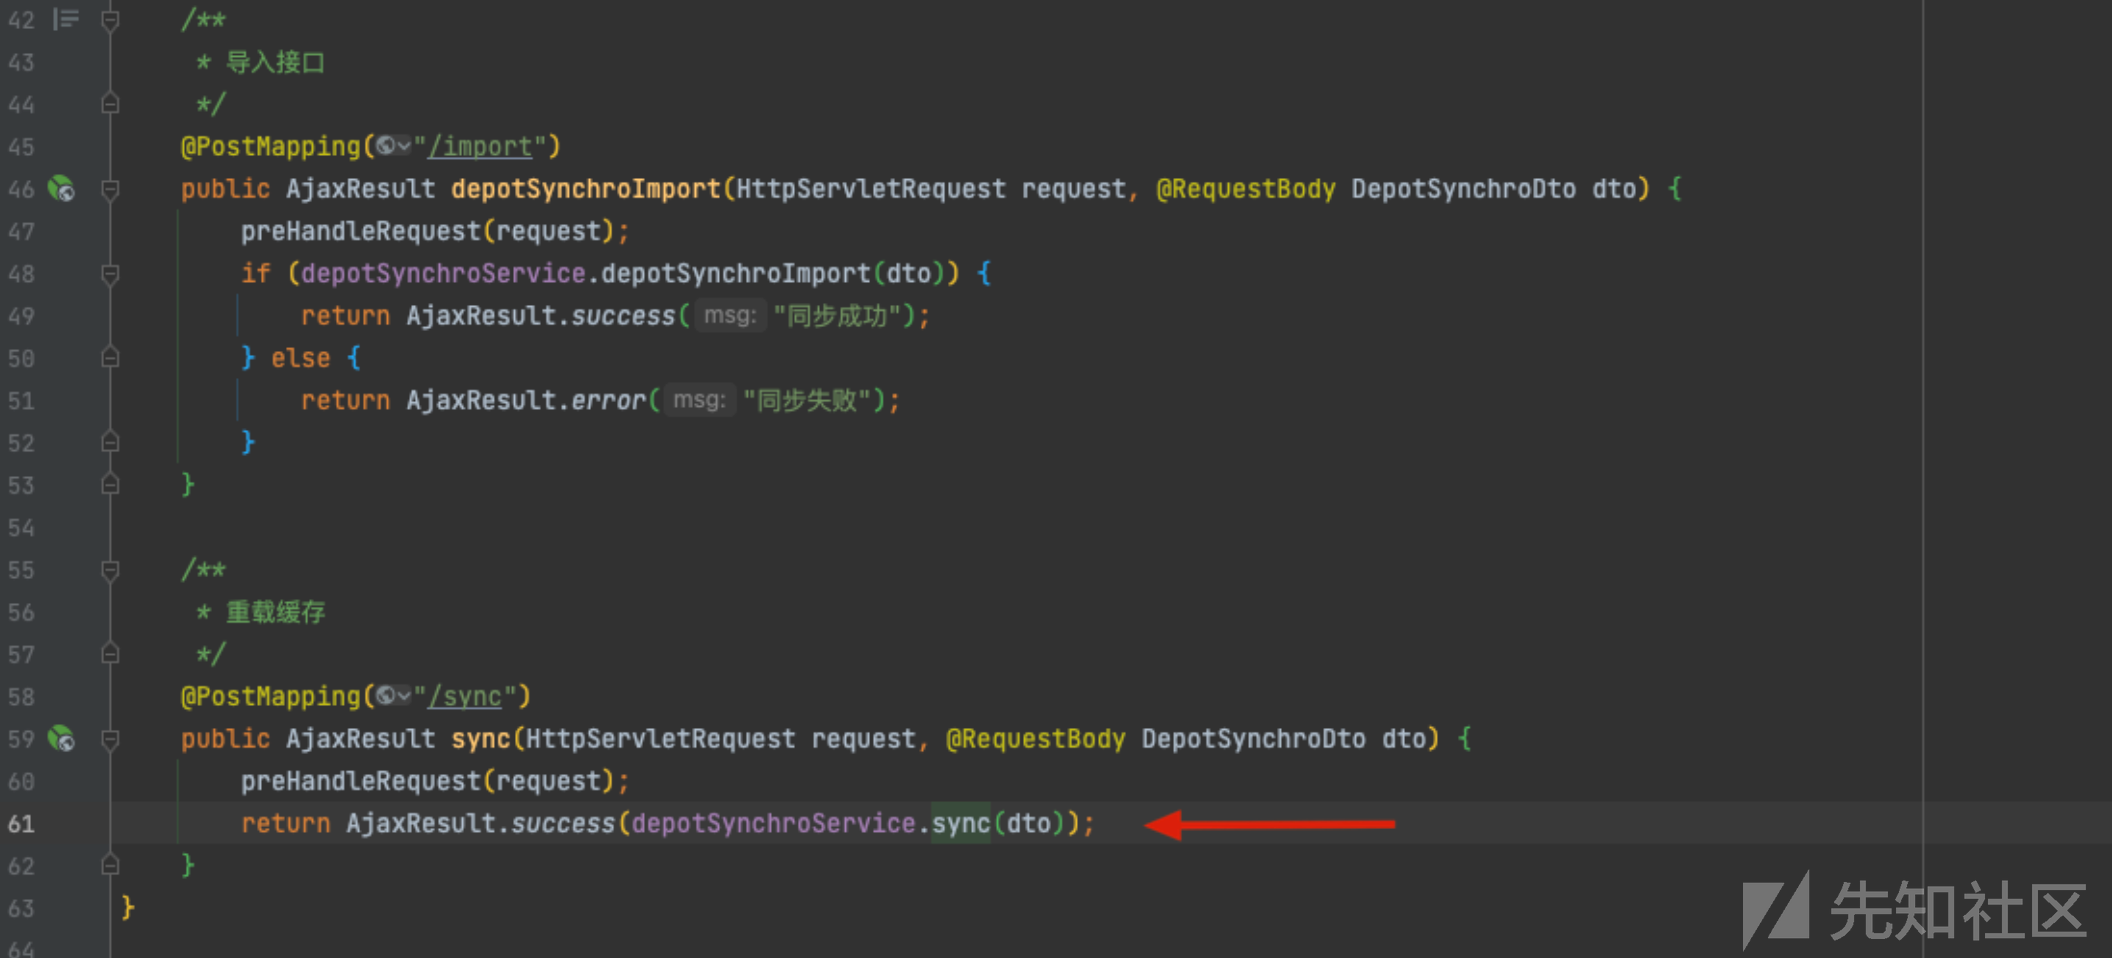 42 /**
43 * 导入接口
44 */
45 @PostMapping("/import")
46 public AjaxResult depotSynchroImport(HttpServletRequest request, @RequestBody DepotSynchroDto dto) {
47 preHandleRequest(request);
48 if (depotSynchroService.depotSynchroImport(dto)) {
49 return AjaxResult.success( msg: "同步成功");
50 } else {
51 return AjaxResult.error( msg: "同步失败");
52 }
53 }
54
55 /**
56 * 重载缓存
57 */
58 @PostMapping("/sync")
59 public AjaxResult sync(HttpServletRequest request, @RequestBody DepotSynchroDto dto) {
60 preHandleRequest(request);
61 return AjaxResult.success(depotSynchroService.sync(dto));
62 }
63 }
64
先知社区